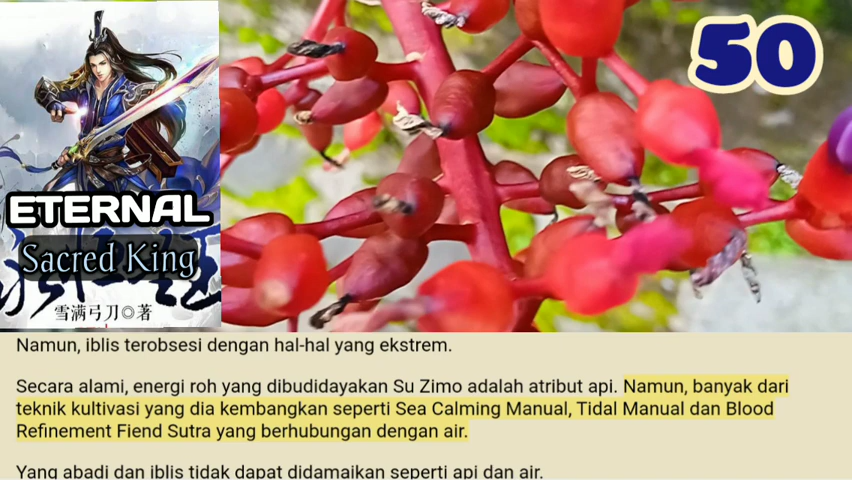 50
ETERNAL
Sacred King
雪满弓刀◎著
Namun, iblis terobsesi dengan hal-hal yang ekstrem.
Secara alami, energi roh yang dibudidayakan Su Zimo adalah atribut api. Namun, banyak dari
teknik kultivasi yang dia kembangkan seperti Sea Calming Manual, Tidal Manual dan Blood
Refinement Fiend Sutra yang berhubungan dengan air.
Yang abadi dan iblis tidak dapat didamaikan seperti api dan air.